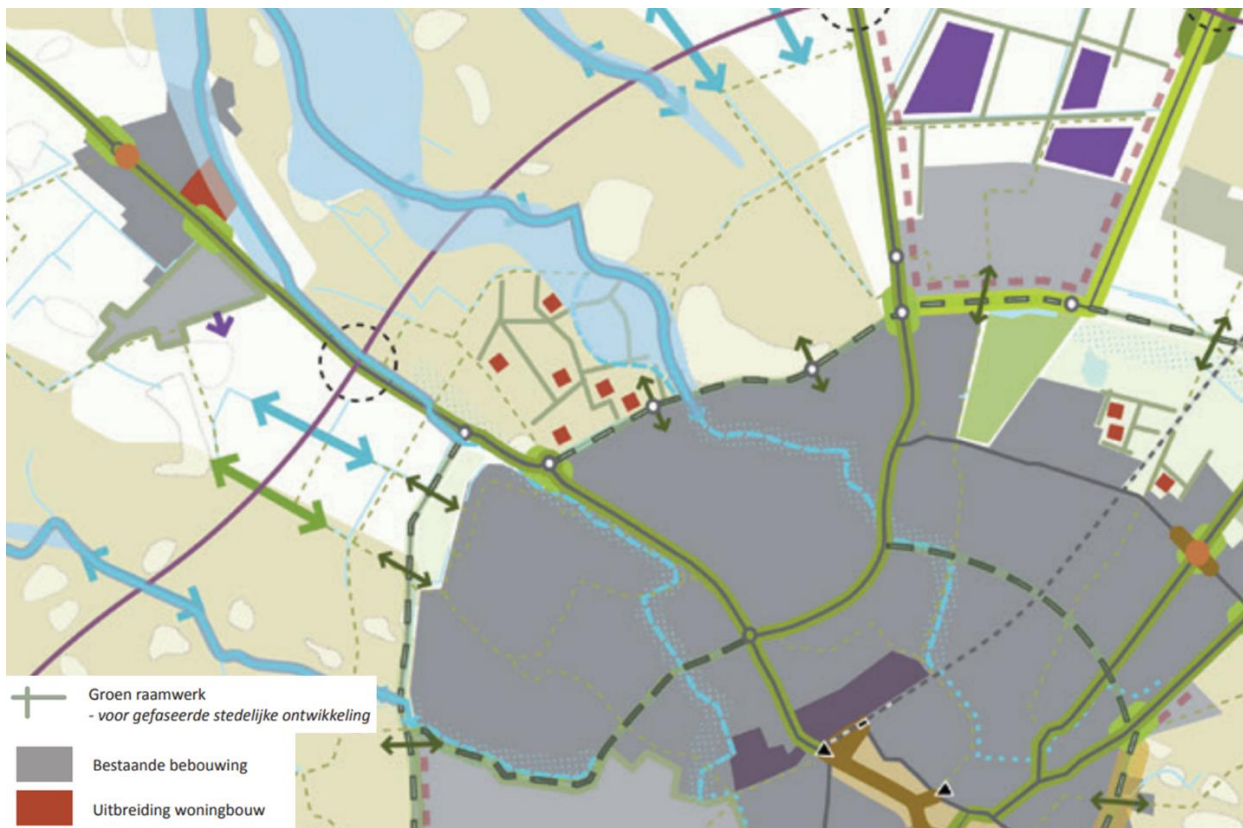 Groen raamwerk
- voor gefaseerde stedelijke ontwikkeling
Bestaande bebouwing
Uitbreiding woningbouw